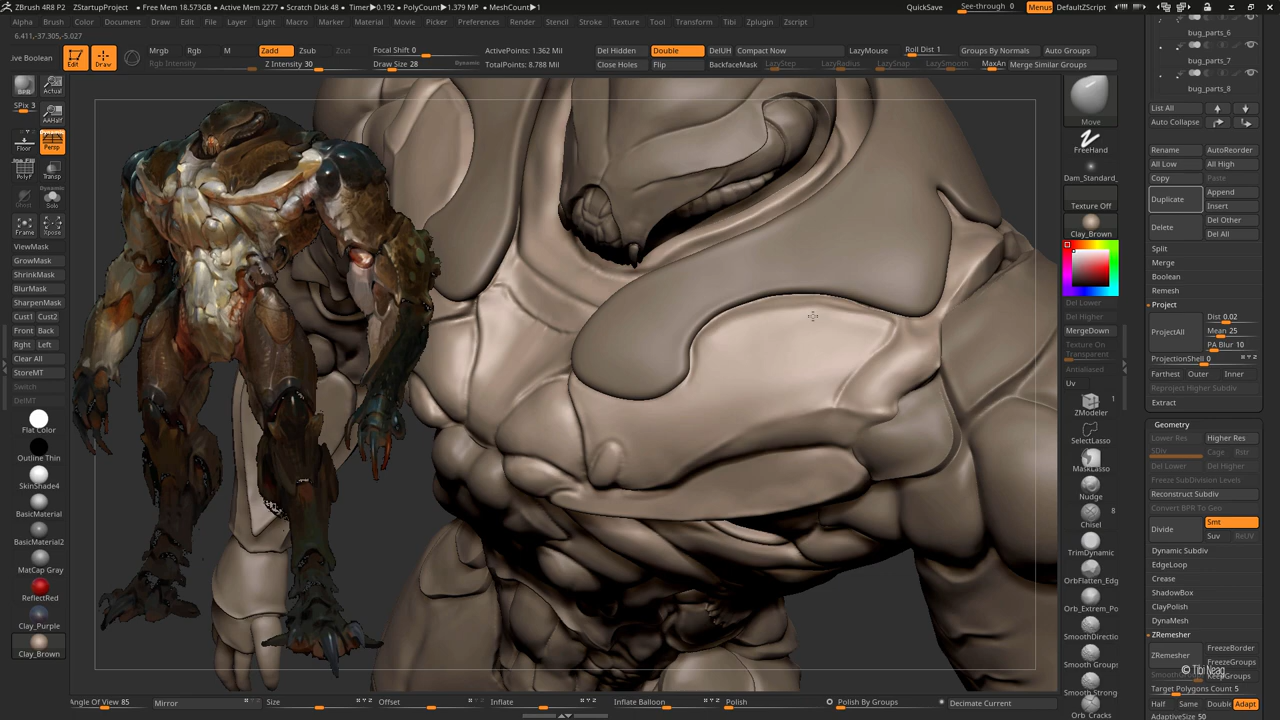 ZBrush 4R8 P2 ZStartupProject • Free Mem 18.573GB • Active Mem 2277 • Scratch Disk 48 • Timer▶0.192 • PolyCount▶1.379 MP • MeshCount▶1 QuickSave See-through 0 Menus DefaultZScript
Alpha Brush Color Document Draw Edit File Layer Light Macro Marker Material Movie Picker Preferences Render Stencil Stroke Texture Tool Transform Tibi Zplugin Zscript
6.411,-37.305,-5.027
ive Boolean Edit Draw Mrgb Rgb M Zadd Zsub Zcut Focal Shift 0 ActivePoints: 1.362 Mil Del Hidden Double DelUH Compact Now LazyMouse Roll Dist 1 Groups By Normals Auto Groups
Rgb Intensity Z Intensity 30 Draw Size 28 Dynamic TotalPoints: 8.788 Mil Close Holes Flip BackfaceMask LazyStep LazyRadius LazySnap LazySmooth MaxAn Merge Similar Groups
BPR Actual
SPix 3 AAHalf
Floor Dynamic Persp
PolyF Transp
Ghost Dynamic Solo
Frame Xpose
ViewMask
GrowMask
ShrinkMask
BlurMask
SharpenMask
Cust1 Cust2
Front Back
Rght Left
Clear All
StoreMT
Switch
DelMT
Flat Color
Outline Thin
SkinShade4
BasicMaterial
BasicMaterial2
MatCap Gray
ReflectRed
Clay_Purple
Clay_Brown
Move
FreeHand
Dam_Standard_
Texture Off
Clay_Brown
Del Lower
Del Higher
MergeDown
Texture On
Transparent
Antialiased
Uv
1
ZModeler
SelectLasso
MaskLasso
Nudge
8
Chisel
TrimDynamic
OrbFlatten_Edg
Orb_Extrem_Po
SmoothDirectio
Smooth Groups
Smooth Strong
Orb_Cracks
bug_parts_6
bug_parts_7
bug_parts_8
List All
Auto Collapse
Rename AutoReorder
All Low All High
Copy Paste
Duplicate Append
Insert
Delete Del Other
Del All
Split
Merge
Boolean
Remesh
Project
ProjectAll Dist 0.02
Mean 25
PA Blur 10
ProjectionShell 0
Farthest Outer Inner
Reproject Higher Subdiv
Extract
Geometry
Lower Res Higher Res
SDiv Cage Rstr
Del Lower Del Higher
Freeze SubDivision Levels
Reconstruct Subdiv
Convert BPR To Geo
Divide Smt
Suv ReUV
Dynamic Subdiv
EdgeLoop
Crease
ShadowBox
ClayPolish
DynaMesh
ZRemesher
ZRemesher FreezeBorder
FreezeGroups
KeepGroups
© Tibi Neag
Target Polygons Count 5
Half Same Double Adapt
AdaptiveSize 50
Angle Of View 85 Mirror Size Offset Inflate Inflate Balloon Polish Polish By Groups Decimate Current